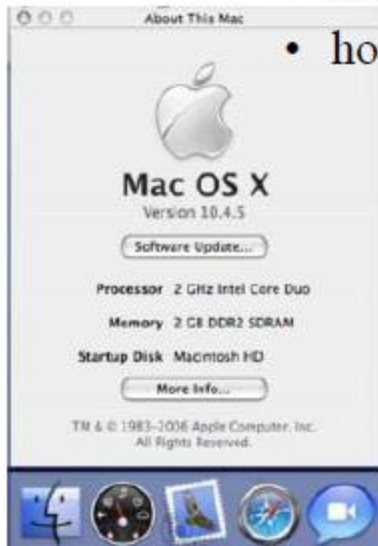 About This Mac
• ho
Mac OS X
Version 10.4.5
Software Update...
Processor 2 GHz Intel Core Duo
Memory 2 GB DDR2 SDRAM
Startup Disk Macintosh HD
More Info...
TM & © 1983-2006 Apple Computer, Inc.
All Rights Reserved.